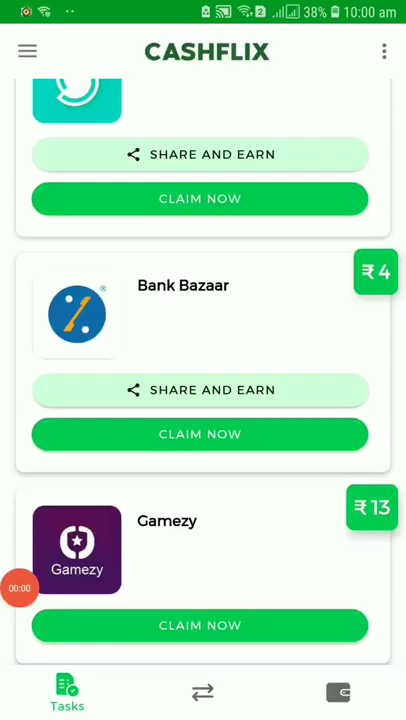 2 38% 10:00 am
CASHFLIX
SHARE AND EARN
CLAIM NOW
₹ 4
Bank Bazaar
®
SHARE AND EARN
CLAIM NOW
₹ 13
Gamezy
Gamezy
00:00
CLAIM NOW
Tasks